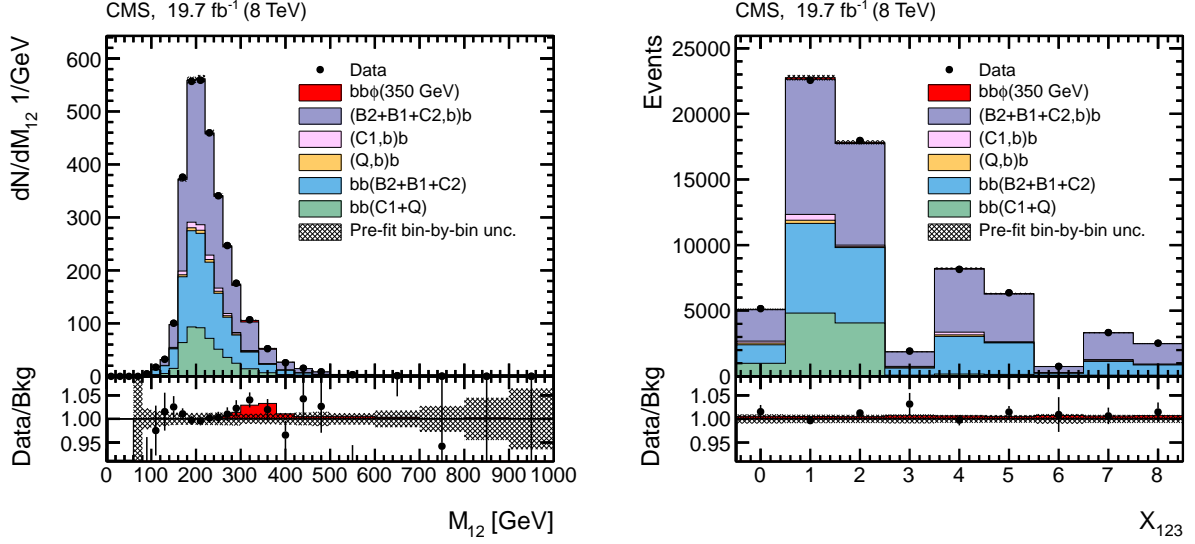 CMS, 19.7 fb⁻¹ (8 TeV)
dN/dM₁₂ 1/GeV
600
500
400
300
200
100
0
Data
bbϕ(350 GeV)
(B2+B1+C2,b)b
(C1,b)b
(Q,b)b
bb(B2+B1+C2)
bb(C1+Q)
Pre-fit bin-by-bin unc.
Data/Bkg
1.05
1.00
0.95
0 100 200 300 400 500 600 700 800 900 1000
M₁₂ [GeV]
CMS, 19.7 fb⁻¹ (8 TeV)
Events
25000
20000
15000
10000
5000
0
Data
bbϕ(350 GeV)
(B2+B1+C2,b)b
(C1,b)b
(Q,b)b
bb(B2+B1+C2)
bb(C1+Q)
Pre-fit bin-by-bin unc.
Data/Bkg
1.05
1.00
0.95
0 1 2 3 4 5 6 7 8
X₁₂₃